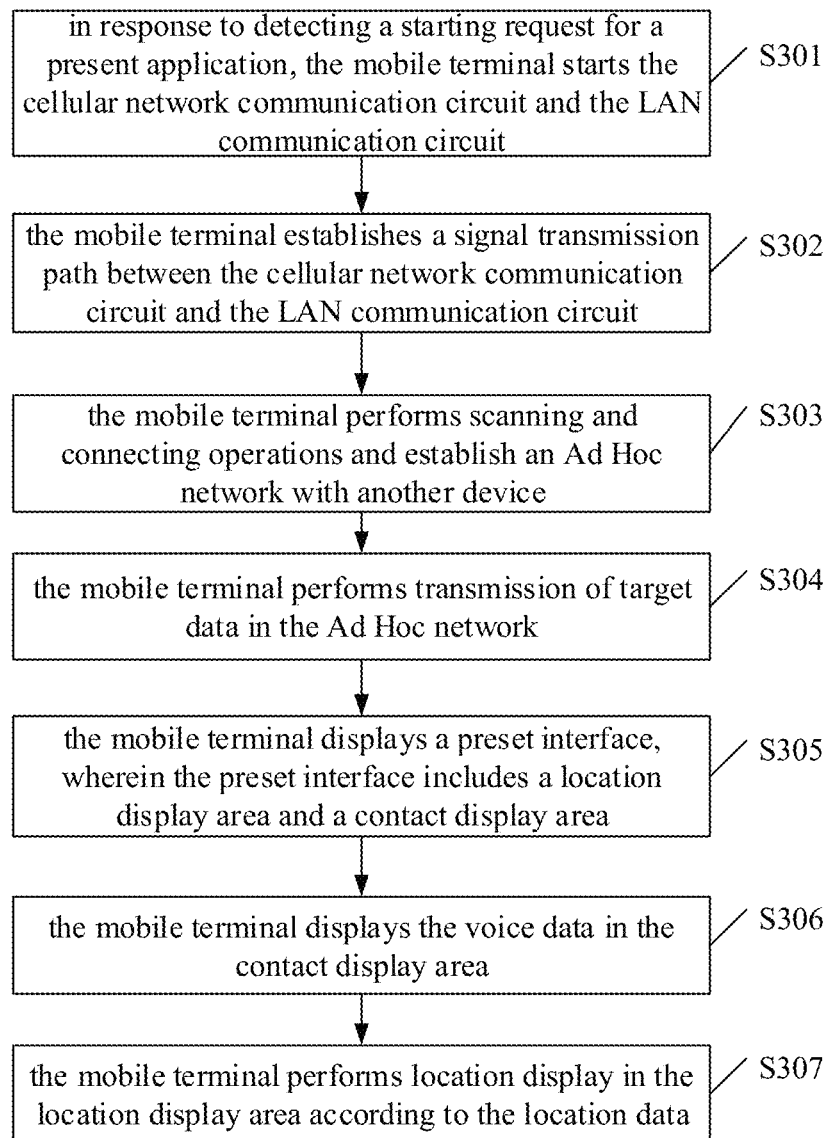 in response to detecting a starting request for a
present application, the mobile terminal starts the
cellular network communication circuit and the LAN
communication circuit
S301
the mobile terminal establishes a signal transmission
path between the cellular network communication
circuit and the LAN communication circuit
S302
the mobile terminal performs scanning and
connecting operations and establish an Ad Hoc
network with another device
S303
the mobile terminal performs transmission of target
data in the Ad Hoc network
S304
the mobile terminal displays a preset interface,
wherein the preset interface includes a location
display area and a contact display area
S305
the mobile terminal displays the voice data in the
contact display area
S306
the mobile terminal performs location display in the
location display area according to the location data
S307